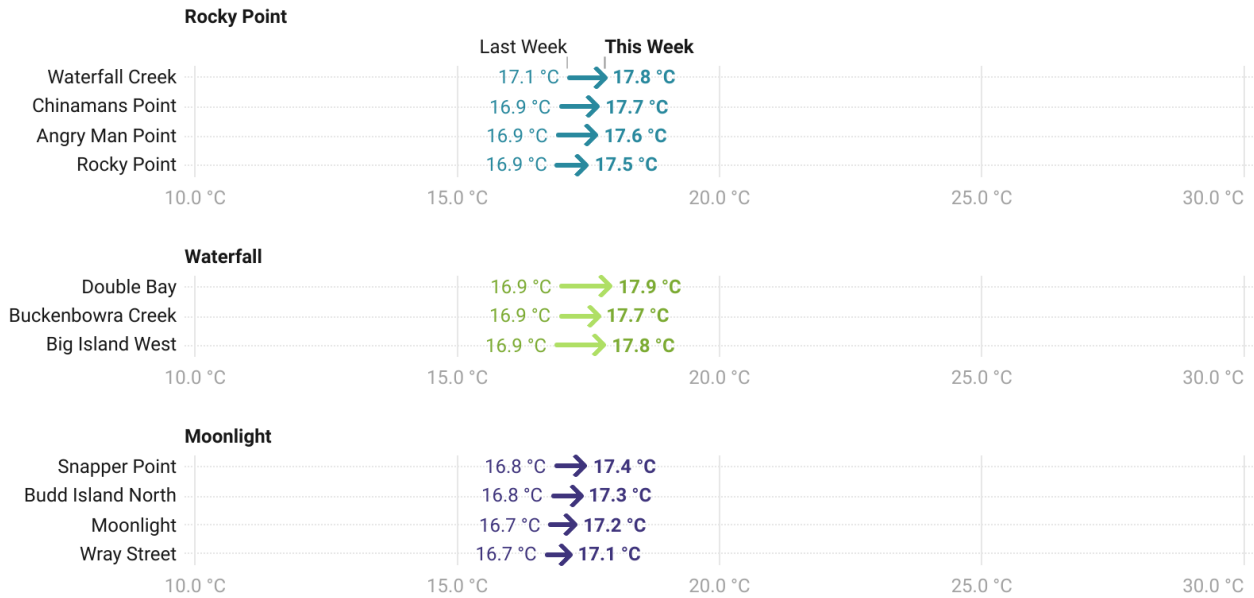 Rocky Point
Last Week This Week
Waterfall Creek 17.1 °C 17.8 °C
Chinamans Point 16.9 °C 17.7 °C
Angry Man Point 16.9 °C 17.6 °C
Rocky Point 16.9 °C 17.5 °C
10.0 °C 15.0 °C 20.0 °C 25.0 °C 30.0 °C
Waterfall
Double Bay 16.9 °C 17.9 °C
Buckenbowra Creek 16.9 °C 17.7 °C
Big Island West 16.9 °C 17.8 °C
10.0 °C 15.0 °C 20.0 °C 25.0 °C 30.0 °C
Moonlight
Snapper Point 16.8 °C 17.4 °C
Budd Island North 16.8 °C 17.3 °C
Moonlight 16.7 °C 17.2 °C
Wray Street 16.7 °C 17.1 °C
10.0 °C 15.0 °C 20.0 °C 25.0 °C 30.0 °C